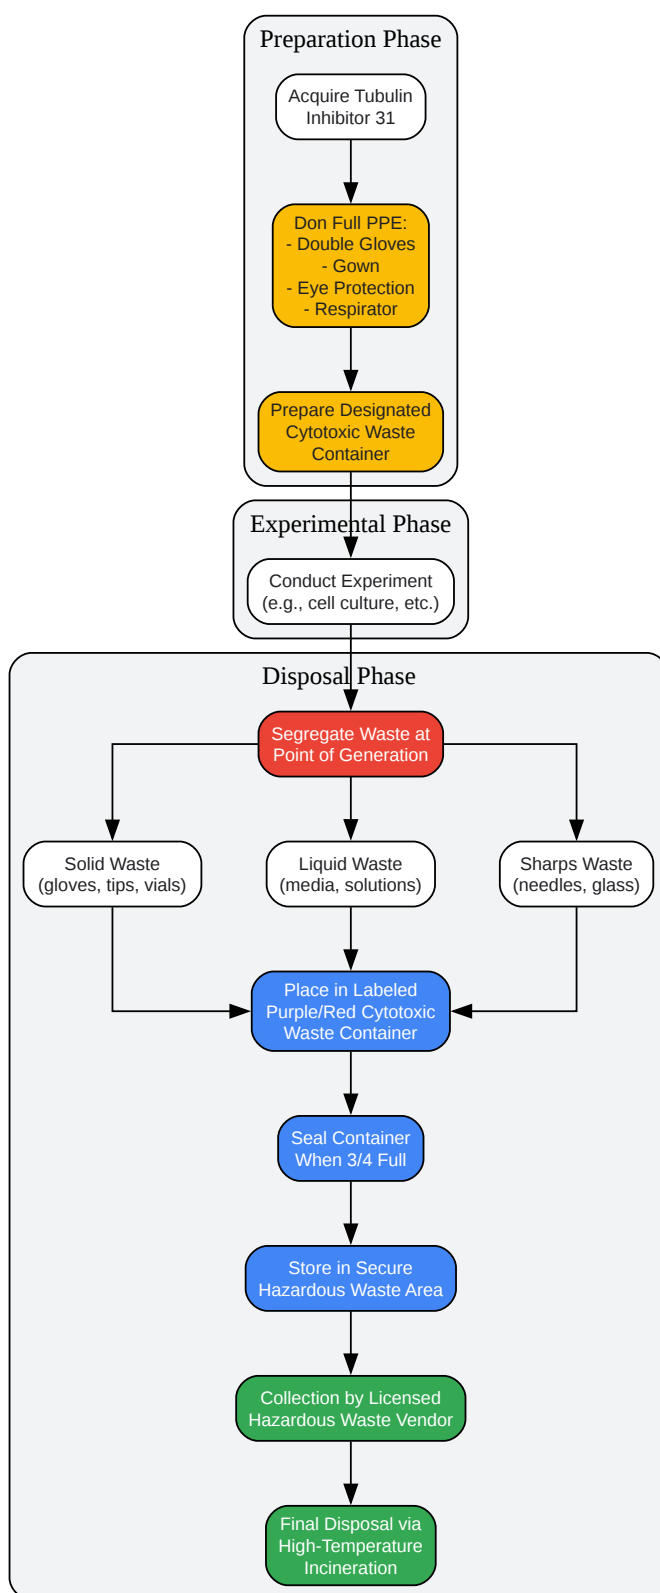 Preparation Phase
Acquire Tubulin
Inhibitor 31
Don Full PPE:
- Double Gloves
- Gown
- Eye Protection
- Respirator
Prepare Designated
Cytotoxic Waste
Container
Experimental Phase
Conduct Experiment
(e.g., cell culture, etc.)
Disposal Phase
Segregate Waste at
Point of Generation
Solid Waste
(gloves, tips, vials)
Liquid Waste
(media, solutions)
Sharps Waste
(needles, glass)
Place in Labeled
Purple/Red Cytotoxic
Waste Container
Seal Container
When 3/4 Full
Store in Secure
Hazardous Waste Area
Collection by Licensed
Hazardous Waste Vendor
Final Disposal via
High-Temperature
Incineration